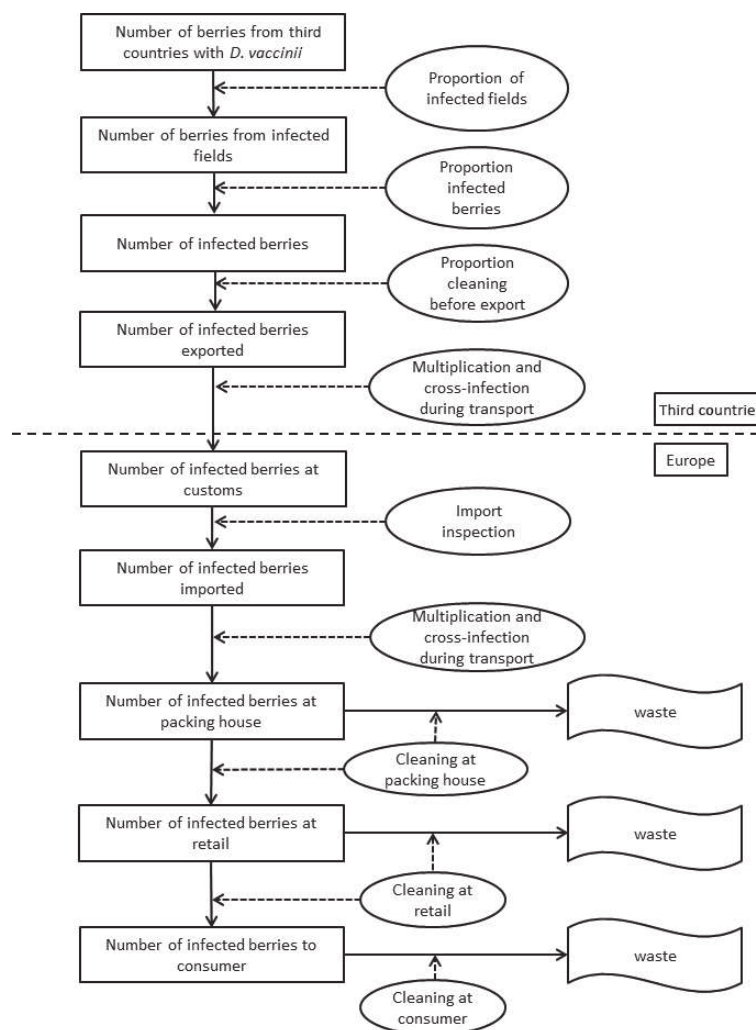 Number of berries from third
countries with D. vaccinii
Proportion of
infected fields
Number of berries from infected
fields
Proportion
infected
berries
Number of infected berries
Proportion
cleaning
before export
Number of infected berries
exported
Multiplication and
cross-infection
during transport
Third countrie
Europe
Number of infected berries at
customs
Import
inspection
Number of infected berries
imported
Multiplication and
cross-infection
during transport
Number of infected berries at
packing house
waste
Cleaning at
packing house
Number of infected berries at
retail
waste
Cleaning at
retail
Number of infected berries to
consumer
waste
Cleaning at
consumer